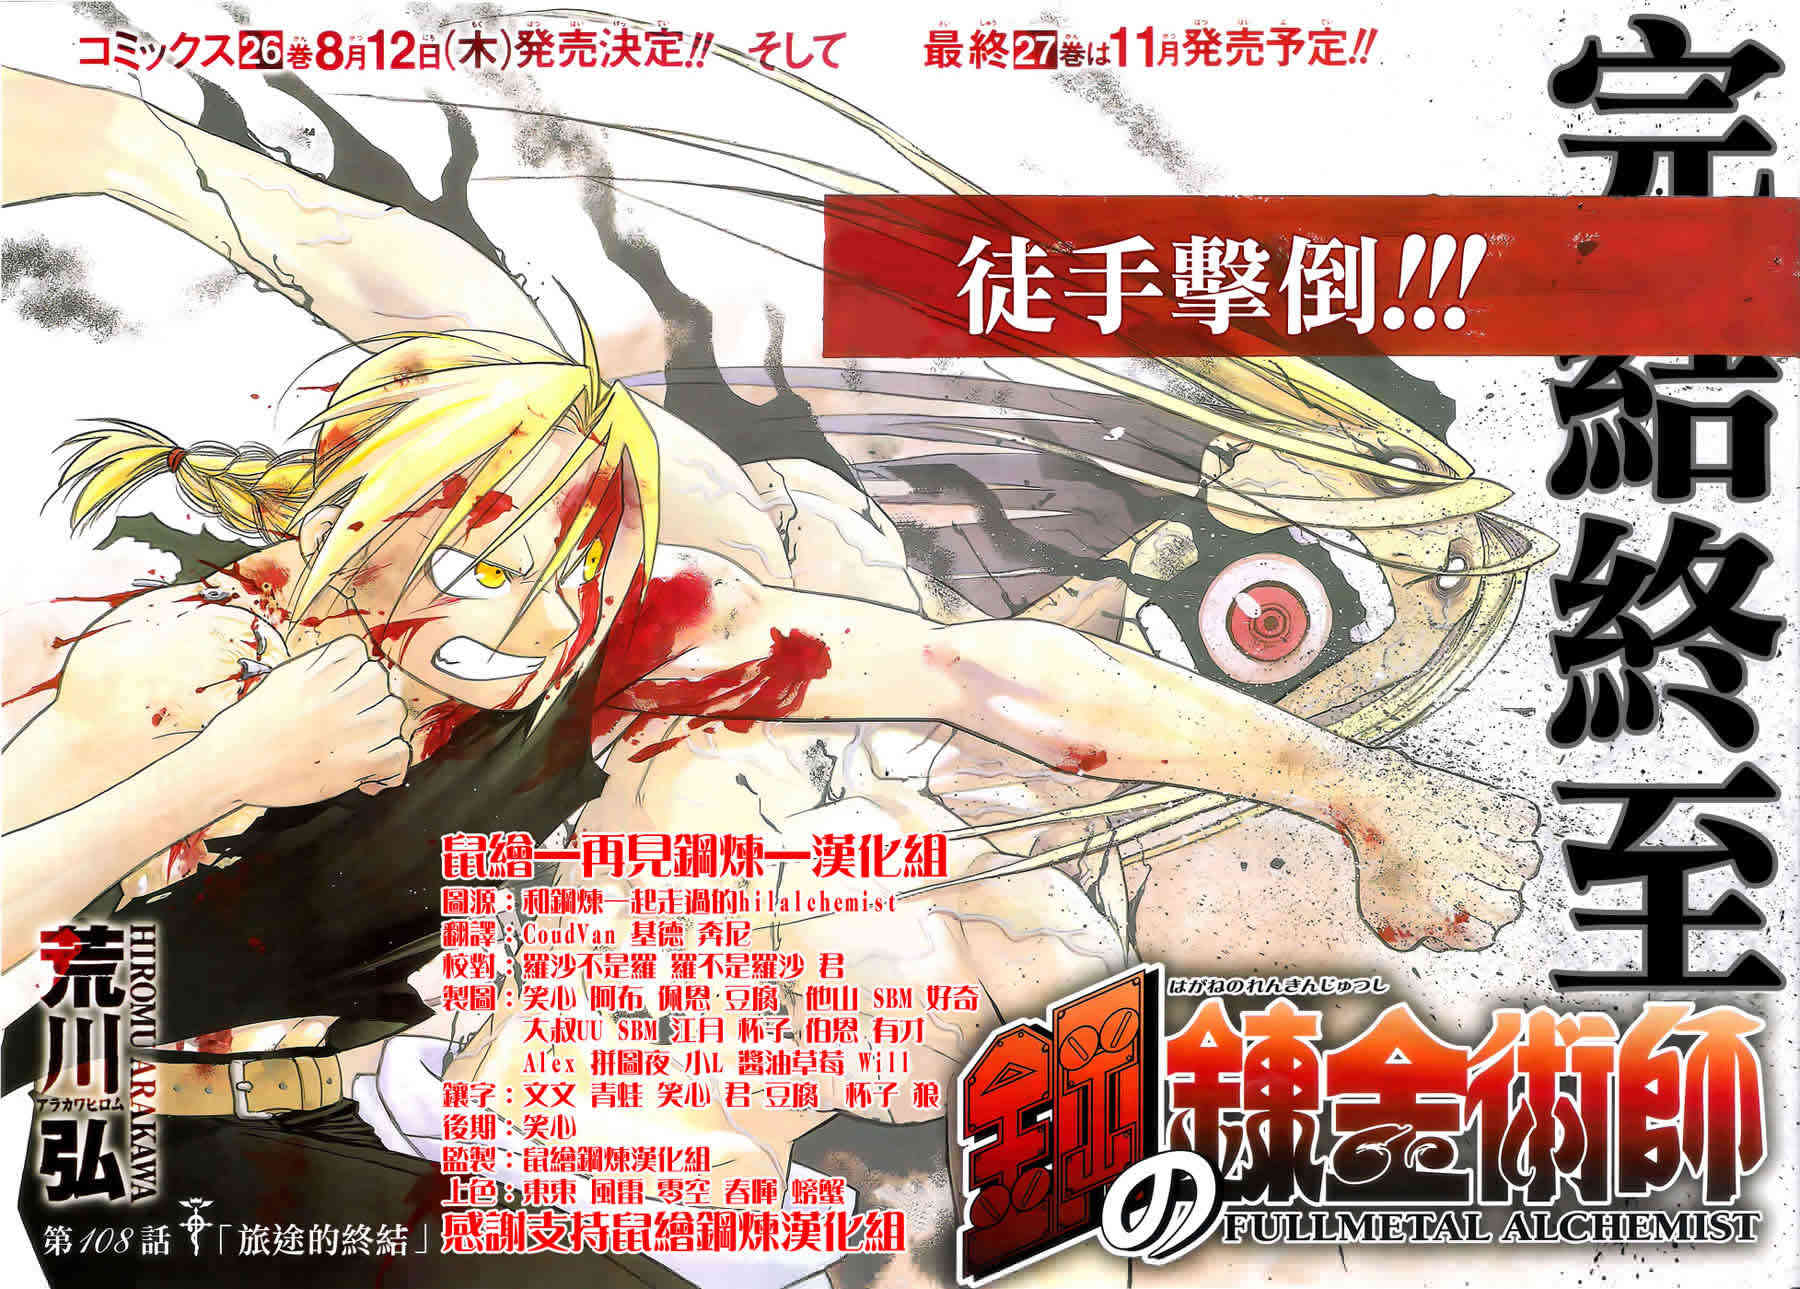 コミックス26巻8月12日(木)発売決定!! そして 最終27巻は11月発売予定!!
完結終至
徒手擊倒!!!
鼠繪—再見鋼煉—漢化組
圖源：和鋼煉一起走過的hilalchemist
翻譯：CoudVan 基德 奔尼
校對：羅沙不是羅 羅不是羅沙 君
製圖：笑心 阿布 佩恩 豆腐 他山 SBM 好奇
大叔UU SBM 江月 杯子 伯恩 有才
Alex 拼圖夜 小L 醬油草莓 Will
鑲字：文文 青蛙 笑心 君 豆腐 杯子 狼
後期：笑心
監製：鼠繪鋼煉漢化組
上色：東東 風雷 零空 春暉 螃蟹
感謝支持鼠繪鋼煉漢化組
荒川弘
アラカワヒロム
HIROMU ARAKAWA
第108話「旅途的終結」
はがねのれんきんじゅつし
鋼の錬金術師
FULLMETAL ALCHEMIST